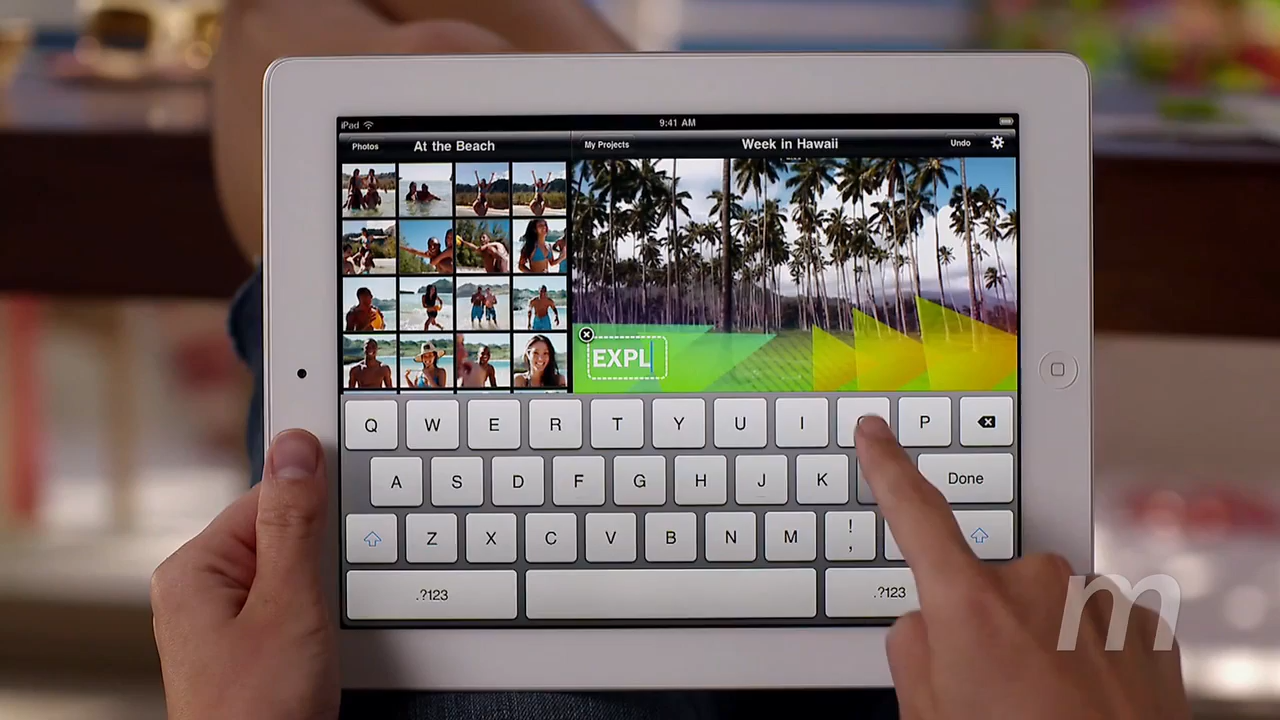 iPad
9:41 AM
Photos
At the Beach
My Projects
Week in Hawaii
Undo
EXPL
Q W E R T Y U I O P
A S D F G H J K
Done
Z X C V B N M ! ,
.?123
.?123
m